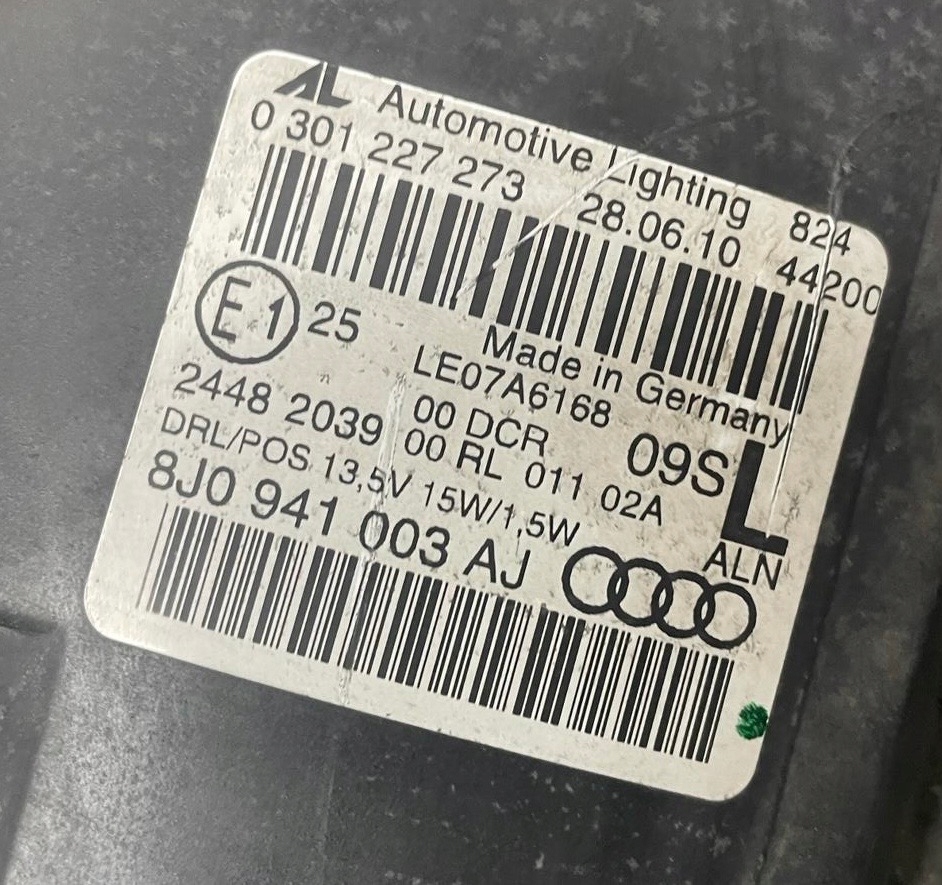 AL Automotive Lighting 824
0 301 227 273 28.06.10 44200
Made in Germany
E1 25 LE07A6168
2448 2039 00 DCR 09S L
00 RL 011 02A
DRL/POS 13,5V 15W/1,5W ALN
8J0 941 003 AJ